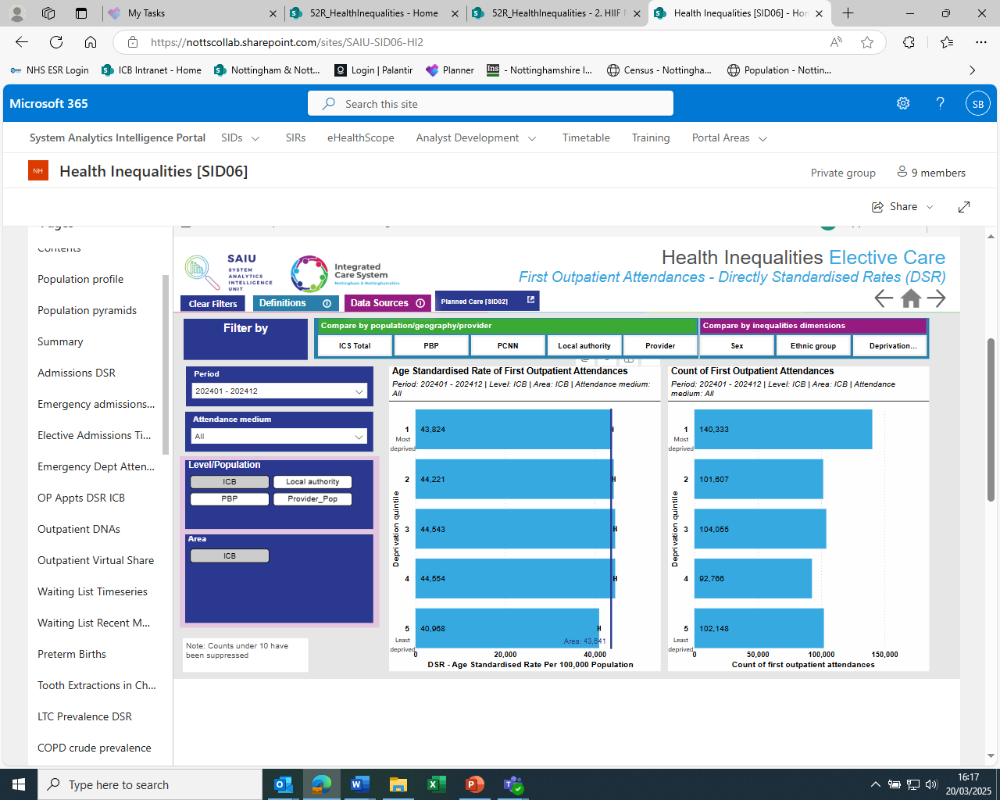 My Tasks
52R_HealthInequalities - Home
52R_HealthInequalities - 2. HIIF
Health Inequalities [SID06] - Hor
https://nottscollab.sharepoint.com/sites/SAIU-SID06-HI2
NHS ESR Login
ICB Intranet - Home
Nottingham & Nott...
Login | Palantir
Planner
Ins
- Nottinghamshire I...
Census - Nottingha...
Population - Nottin...
Microsoft 365
Search this site
SB
System Analytics Intelligence Portal
SIDs
SIRs
eHealthScope
Analyst Development
Timetable
Training
Portal Areas
NH
Health Inequalities [SID06]
Private group
9 members
Share
Pages
Contents
Population profile
Population pyramids
Summary
Admissions DSR
Emergency admissions...
Elective Admissions Ti...
Emergency Dept Atten...
OP Appts DSR ICB
Outpatient DNAs
Outpatient Virtual Share
Waiting List Timeseries
Waiting List Recent M...
Preterm Births
Tooth Extractions in Ch...
LTC Prevalence DSR
COPD crude prevalence
SAIU
SYSTEM
ANALYTICS
INTELLIGENCE
UNIT
Integrated
Care System
Nottingham & Nottinghamshire
Health Inequalities Elective Care
First Outpatient Attendances - Directly Standardised Rates (DSR)
Clear Filters
Definitions
Data Sources
Planned Care [SID02]
Filter by
Compare by population/geography/provider
Compare by inequalities dimensions
ICS Total
PBP
PCNN
Local authority
Provider
Sex
Ethnic group
Deprivation...
Period
202401 - 202412
Attendance medium
All
Level/Population
ICB
Local authority
PBP
Provider_Pop
Area
ICB
Note: Counts under 10 have
been suppressed
Age Standardised Rate of First Outpatient Attendances
Period: 202401 - 202412 | Level: ICB | Area: ICB | Attendance medium:
All
Deprivation quintile
1
Most
deprived
43,824
H
2
44,221
H
3
44,543
H
4
44,554
H
5
Least
deprived
40,968
H
Area: 43,641
0
20,000
40,000
DSR - Age Standardised Rate Per 100,000 Population
Count of First Outpatient Attendances
Period: 202401 - 202412 | Level: ICB | Area: ICB | Attendance
medium: All
Deprivation quintile
1
Most
deprived
140,333
2
101,607
3
104,055
4
92,766
5
Least
deprived
102,148
0
50,000
100,000
150,000
Count of first outpatient attendances
Type here to search
16:17
20/03/2025